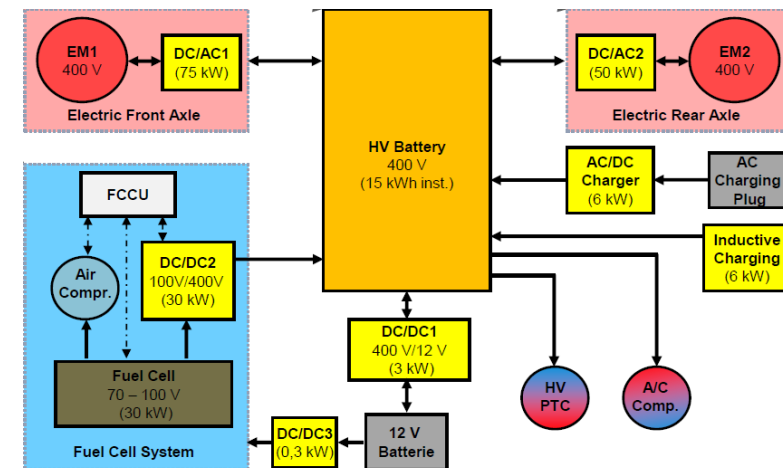 EM1
400 V
DC/AC1
(75 kW)
Electric Front Axle
HV Battery
400 V
(15 kWh inst.)
DC/AC2
(50 kW)
EM2
400 V
Electric Rear Axle
AC/DC
Charger
(6 kW)
AC
Charging
Plug
Inductive
Charging
(6 kW)
FCCU
Air
Compr.
DC/DC2
100V/400V
(30 kW)
Fuel Cell
70 – 100 V
(30 kW)
Fuel Cell System
DC/DC1
400 V/12 V
(3 kW)
DC/DC3
(0,3 kW)
12 V
Batterie
HV
PTC
A/C
Comp.